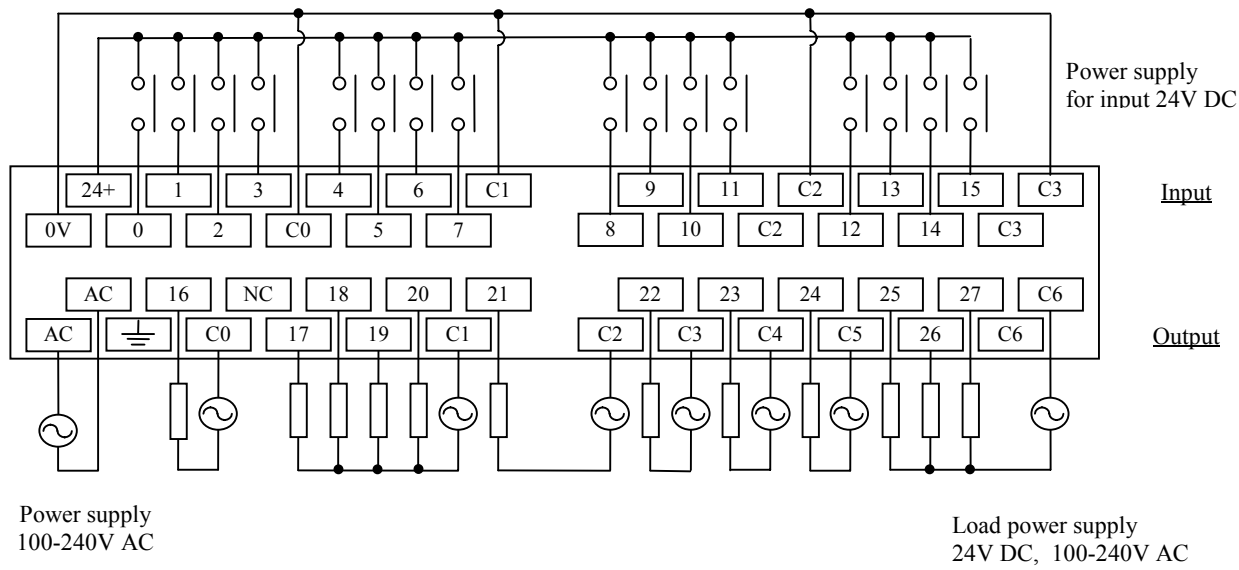 Power supply
for input 24V DC
24+ 1 3 4 6 C1 9 11 C2 13 15 C3
Input
0V 0 2 C0 5 7 8 10 C2 12 14 C3
AC 16 NC 18 20 21 22 23 24 25 27 C6
AC C0 17 19 C1 C2 C3 C4 C5 26 C6
Output
Power supply
100-240V AC
Load power supply
24V DC, 100-240V AC